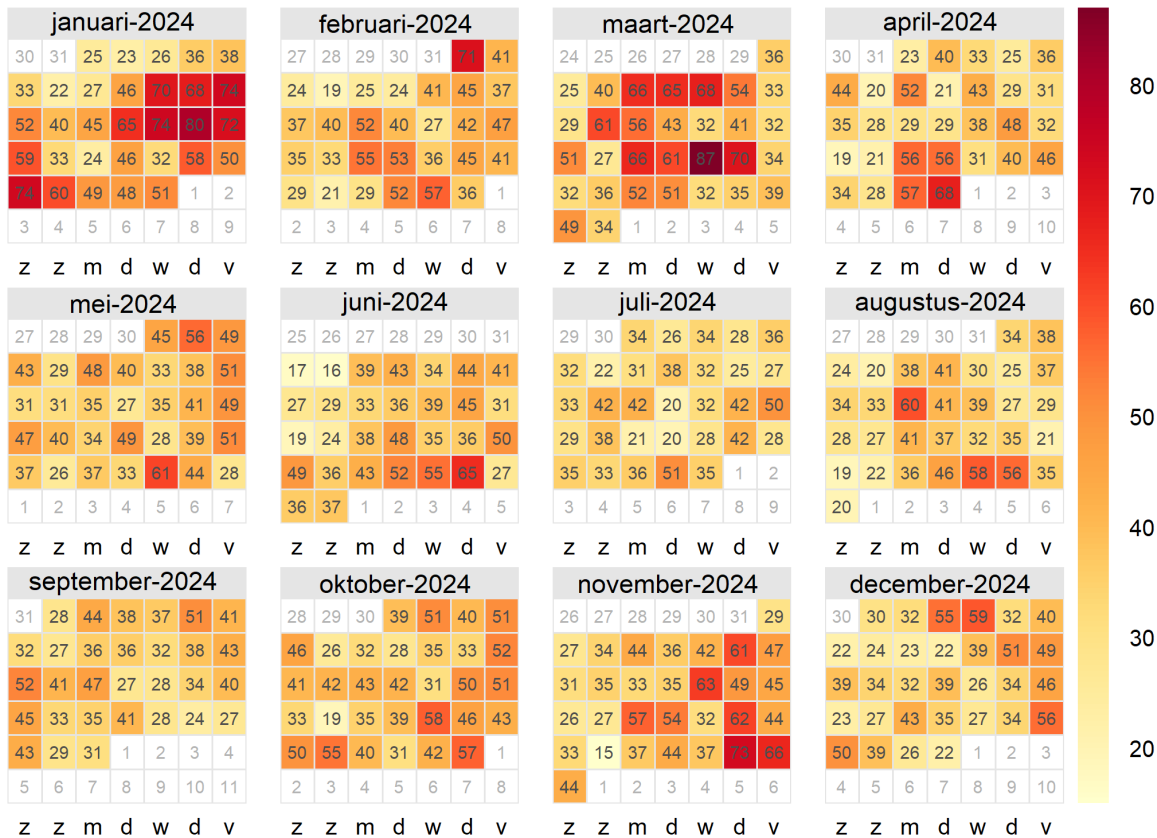 januari-2024 februari-2024 maart-2024 april-2024
30 31 25 23 26 36 38 27 28 29 30 31 71 41 24 25 26 27 28 29 36 30 31 23 40 33 25 36
33 22 27 46 70 68 74 24 19 25 24 41 45 37 25 40 66 65 68 54 33 44 20 52 21 43 29 31 80
52 40 45 65 74 80 72 37 40 52 40 27 42 47 29 61 56 43 32 41 32 35 28 29 29 38 48 32
59 33 24 46 32 58 50 35 33 55 53 36 45 41 51 27 66 61 87 70 34 19 21 56 56 31 40 46
74 60 49 48 51 1 2 29 21 29 52 57 36 1 32 36 52 51 32 32 36 34 28 57 68 1 2 3 70
3 4 5 6 7 8 9 2 3 4 5 6 7 8 49 34 1 2 3 4 5 4 5 6 7 8 9 10
z z m d w d v z z m d w d v z z m d w d v z z m d w d v
mei-2024 juni-2024 juli-2024 augustus-2024 60
27 28 29 30 45 56 49 26 25 27 28 29 30 31 29 30 34 26 34 28 36 27 28 29 30 31 34 38
43 29 48 40 33 38 51 17 16 39 43 34 44 41 32 22 31 38 32 25 27 24 20 38 41 30 25 37
31 31 35 27 35 41 49 27 29 33 36 39 45 31 33 42 42 20 32 42 50 34 33 60 41 39 27 29 50
47 40 34 49 28 39 51 19 24 38 48 35 36 50 29 38 21 20 28 42 28 28 27 41 37 32 35 21
37 26 37 33 61 44 28 49 36 43 52 55 65 27 35 33 36 51 35 1 2 19 22 36 46 58 56 35
1 2 3 4 5 6 7 36 37 1 2 3 4 5 3 4 5 6 7 8 9 20 1 2 3 4 5 6 40
z z m d w d v z z m d w d v z z m d w d v z z m d w d v
september-2024 oktober-2024 november-2024 december-2024
31 28 44 38 37 51 41 28 29 30 39 51 40 51 26 27 28 29 30 31 29 30 30 32 55 59 32 40
32 27 36 36 32 38 43 46 26 32 28 35 33 52 27 34 44 36 42 61 47 22 24 23 22 39 51 49 30
52 41 47 27 28 34 40 41 42 43 42 31 50 51 31 35 33 35 63 49 45 39 34 32 39 26 34 46
45 33 35 41 28 24 27 33 19 35 39 58 46 43 26 27 57 54 32 62 44 23 27 43 35 27 34 56
43 29 31 1 2 3 4 50 55 40 31 42 57 1 33 15 37 44 37 73 66 50 39 26 22 1 2 3 20
5 6 7 8 9 10 11 2 3 4 5 6 7 8 44 1 2 3 4 5 6 4 5 6 7 8 9 10
z z m d w d v z z m d w d v z z m d w d v z z m d w d v